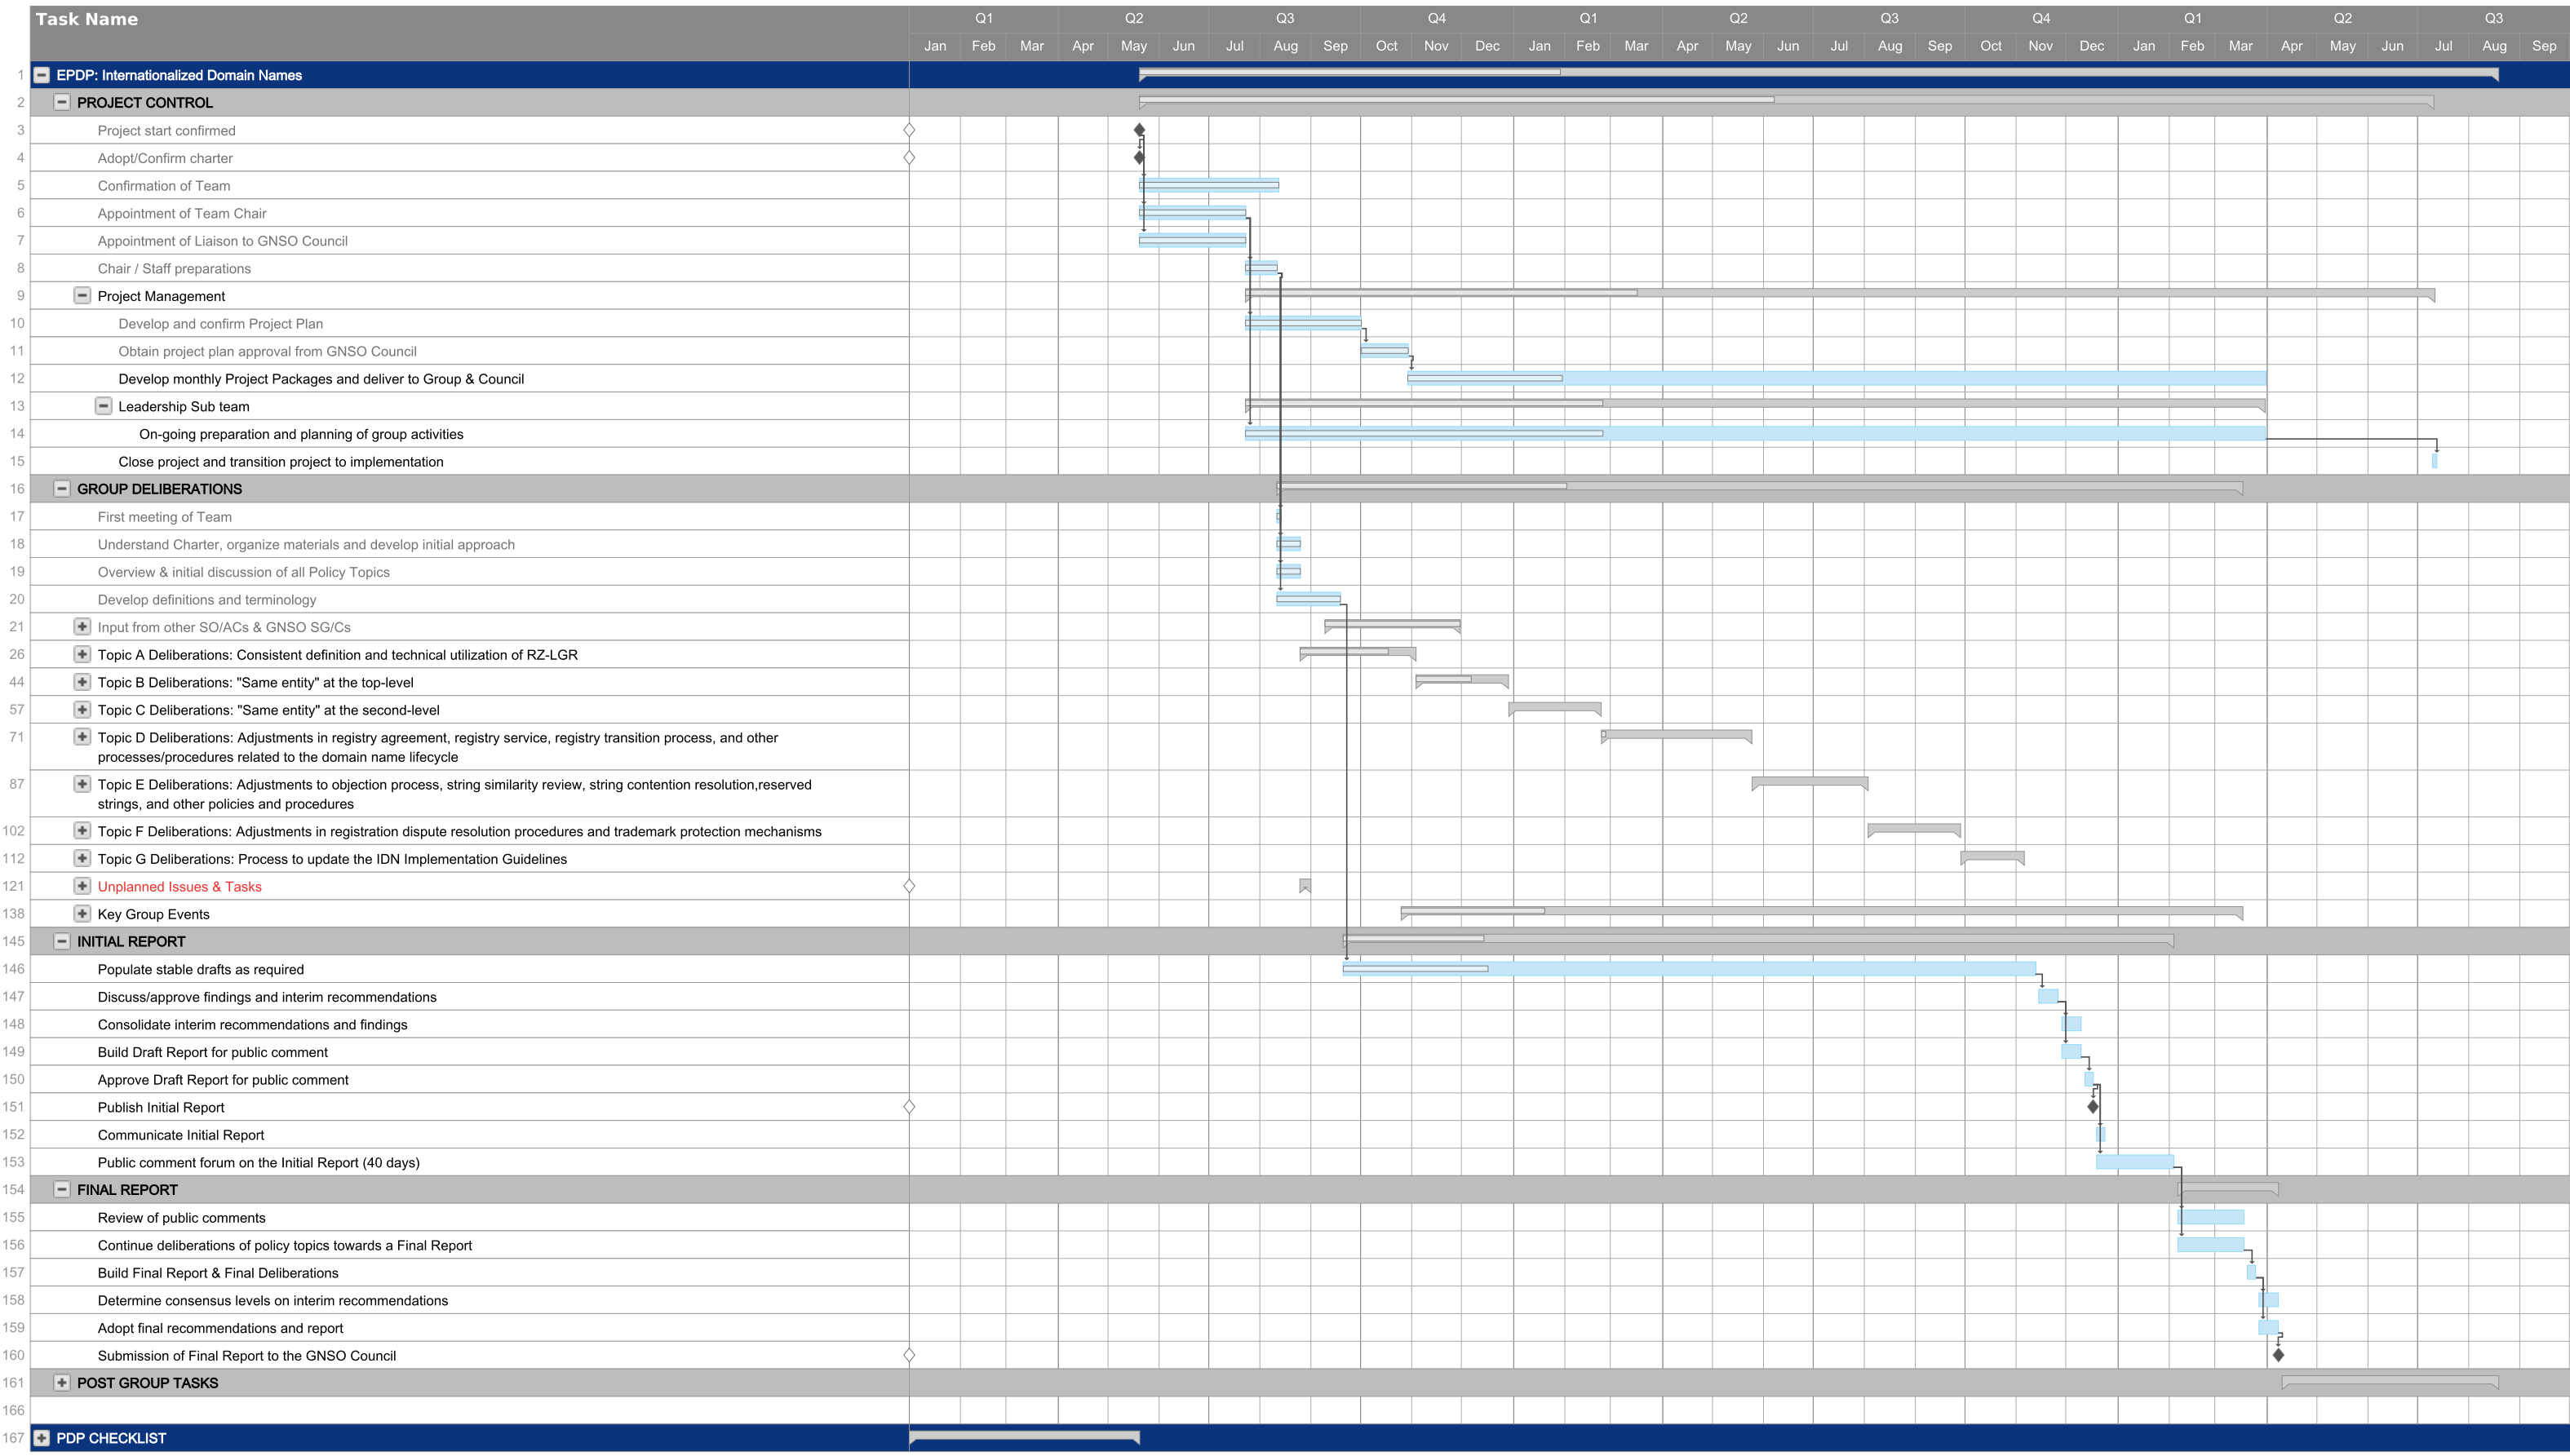 Task Name
Q1 Q2 Q3 Q4 Q1 Q2 Q3 Q4 Q1 Q2 Q3
Jan Feb Mar Apr May Jun Jul Aug Sep Oct Nov Dec Jan Feb Mar Apr May Jun Jul Aug Sep Oct Nov Dec Jan Feb Mar Apr May Jun Jul Aug Sep
1 EPDP: Internationalized Domain Names
2 PROJECT CONTROL
3 Project start confirmed
4 Adopt/Confirm charter
5 Confirmation of Team
6 Appointment of Team Chair
7 Appointment of Liaison to GNSO Council
8 Chair / Staff preparations
9 Project Management
10 Develop and confirm Project Plan
11 Obtain project plan approval from GNSO Council
12 Develop monthly Project Packages and deliver to Group & Council
13 Leadership Sub team
14 On-going preparation and planning of group activities
15 Close project and transition project to implementation
16 GROUP DELIBERATIONS
17 First meeting of Team
18 Understand Charter, organize materials and develop initial approach
19 Overview & initial discussion of all Policy Topics
20 Develop definitions and terminology
21 Input from other SO/ACs & GNSO SG/Cs
26 Topic A Deliberations: Consistent definition and technical utilization of RZ-LGR
44 Topic B Deliberations: "Same entity" at the top-level
57 Topic C Deliberations: "Same entity" at the second-level
71 Topic D Deliberations: Adjustments in registry agreement, registry service, registry transition process, and other
processes/procedures related to the domain name lifecycle
87 Topic E Deliberations: Adjustments to objection process, string similarity review, string contention resolution,reserved
strings, and other policies and procedures
102 Topic F Deliberations: Adjustments in registration dispute resolution procedures and trademark protection mechanisms
112 Topic G Deliberations: Process to update the IDN Implementation Guidelines
121 Unplanned Issues & Tasks
138 Key Group Events
145 INITIAL REPORT
146 Populate stable drafts as required
147 Discuss/approve findings and interim recommendations
148 Consolidate interim recommendations and findings
149 Build Draft Report for public comment
150 Approve Draft Report for public comment
151 Publish Initial Report
152 Communicate Initial Report
153 Public comment forum on the Initial Report (40 days)
154 FINAL REPORT
155 Review of public comments
156 Continue deliberations of policy topics towards a Final Report
157 Build Final Report & Final Deliberations
158 Determine consensus levels on interim recommendations
159 Adopt final recommendations and report
160 Submission of Final Report to the GNSO Council
161 POST GROUP TASKS
166
167 PDP CHECKLIST